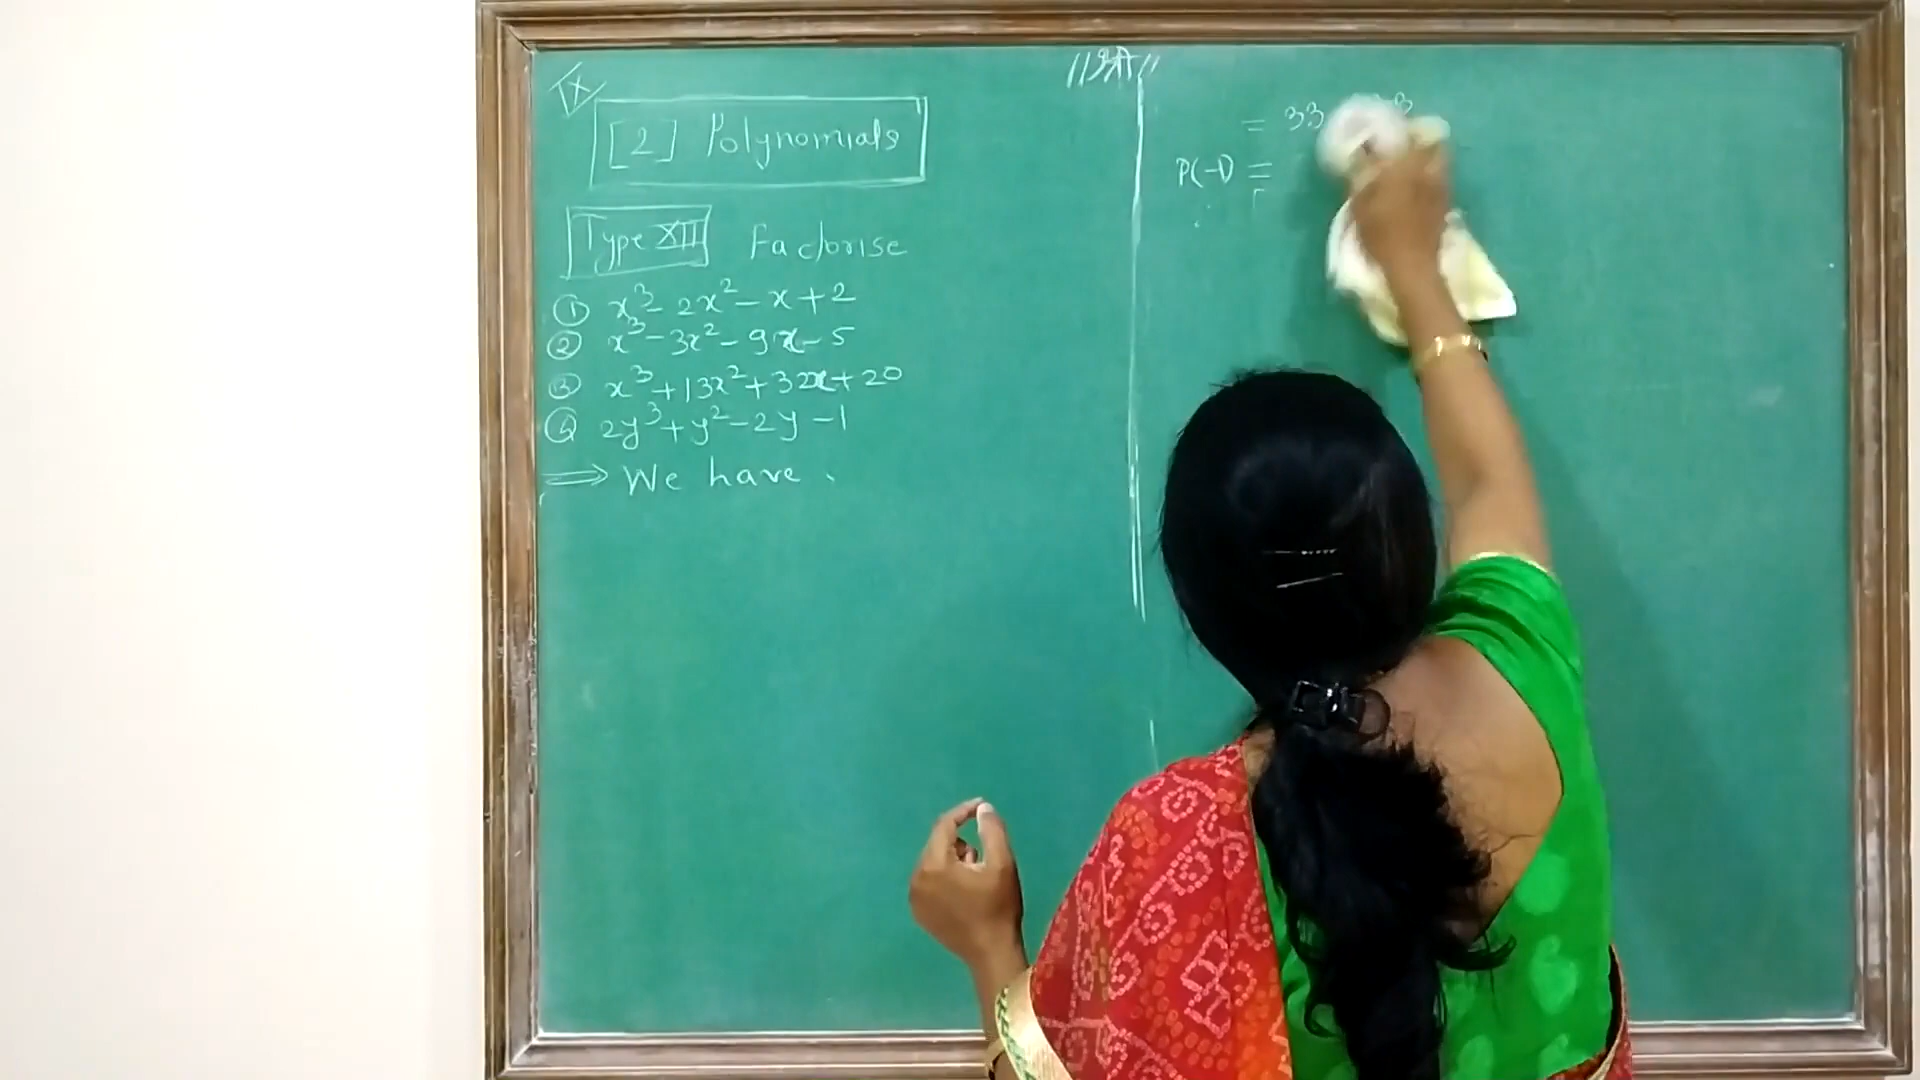 IX
[2] Polynomials
Type XII Factorise
① x³ - 2x² - x + 2
② x³ - 3x² - 9x - 5
③ x³ + 13x² + 32x + 20
④ 2y³ + y² - 2y - 1
⟹ We have .
= 33
P(-1) =